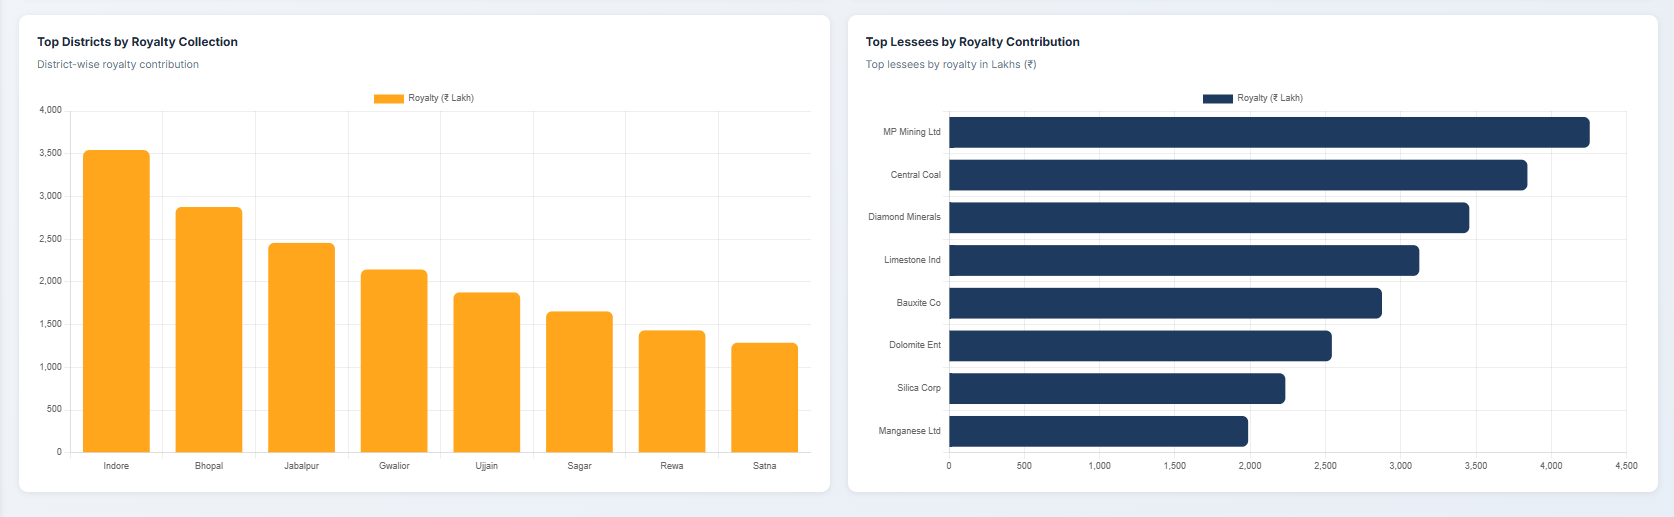 Top Districts by Royalty Collection
District-wise royalty contribution
Royalty (₹ Lakh)
4,000
3,500
3,000
2,500
2,000
1,500
1,000
500
0
Indore Bhopal Jabalpur Gwalior Ujjain Sagar Rewa Satna
Top Lessees by Royalty Contribution
Top lessees by royalty in Lakhs (₹)
Royalty (₹ Lakh)
MP Mining Ltd
Central Coal
Diamond Minerals
Limestone Ind
Bauxite Co
Dolomite Ent
Silica Corp
Manganese Ltd
0 500 1,000 1,500 2,000 2,500 3,000 3,500 4,000 4,500